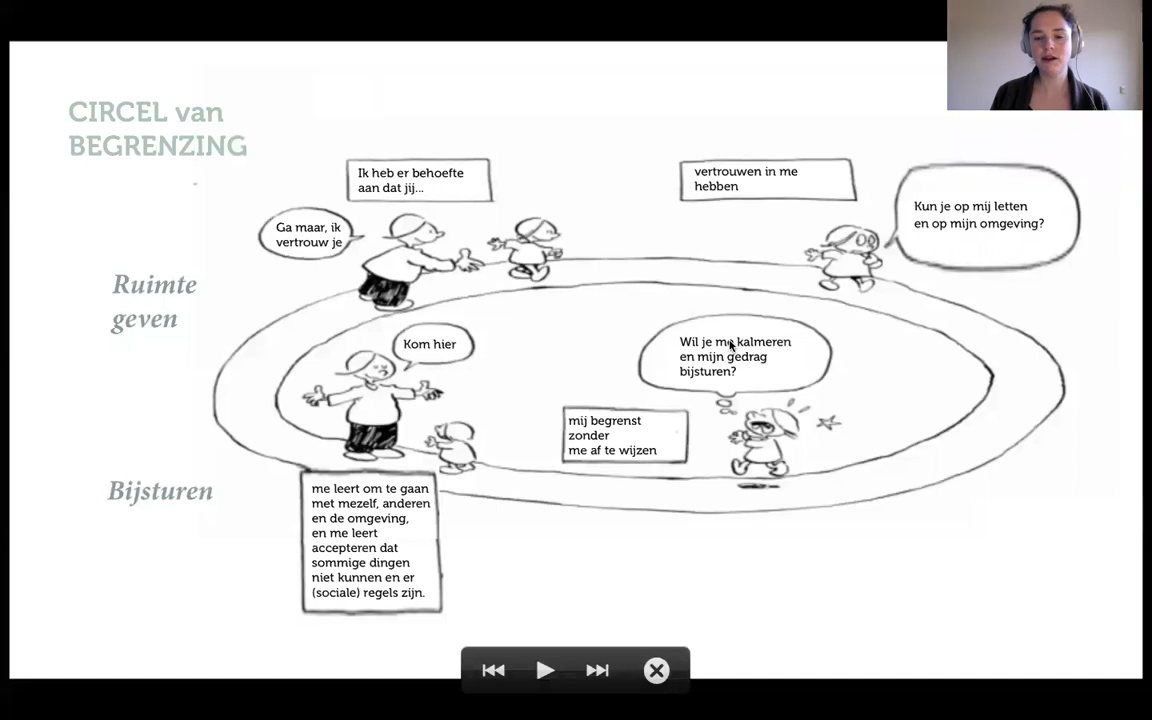 CIRCEL van
BEGRENZING
Ik heb er behoefte
aan dat jij...
vertrouwen in me
hebben
Ga maar, ik
vertrouw je
Kun je op mij letten
en op mijn omgeving?
Ruimte
geven
Kom hier
Wil je me kalmeren
en mijn gedrag
bijsturen?
mij begrenst
zonder
me af te wijzen
Bijsturen
me leert om te gaan
met mezelf, anderen
en de omgeving,
en me leert
accepteren dat
sommige dingen
niet kunnen en er
(sociale) regels zijn.